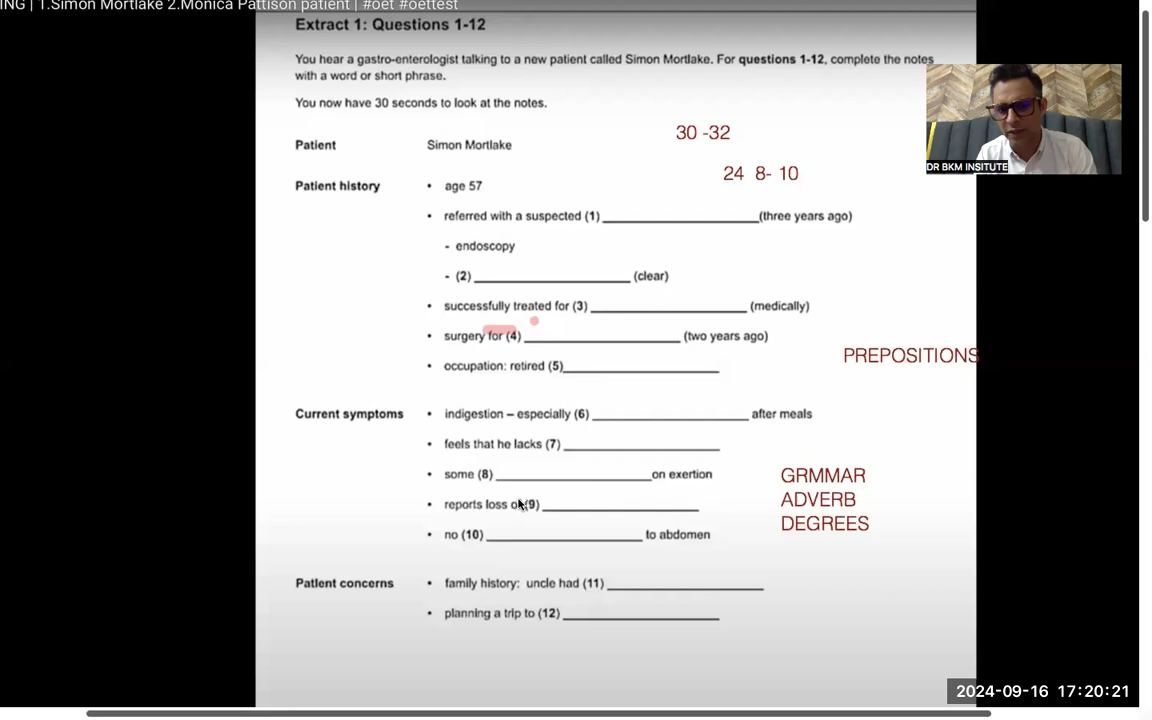 ING | 1.Simon Mortlake 2.Monica Pattison patient | #oet #oettest
Extract 1: Questions 1-12
You hear a gastro-enterologist talking to a new patient called Simon Mortlake. For questions 1-12, complete the notes
with a word or short phrase.
You now have 30 seconds to look at the notes.
30 -32
Patient Simon Mortlake
24 8- 10
Patient history • age 57
• referred with a suspected (1) ____________________(three years ago)
- endoscopy
- (2) ____________________ (clear)
• successfully treated for (3) ____________________ (medically)
• surgery for (4) ____________________ (two years ago)
PREPOSITIONS
• occupation: retired (5)____________________
Current symptoms • indigestion – especially (6) ____________________ after meals
• feels that he lacks (7) ____________________
• some (8) ____________________on exertion
GRMMAR
ADVERB
DEGREES
• reports loss of (9) ____________________
• no (10) ____________________ to abdomen
Patient concerns • family history: uncle had (11) ____________________
• planning a trip to (12) ____________________
DR BKM INSITUTE
2024-09-16 17:20:21